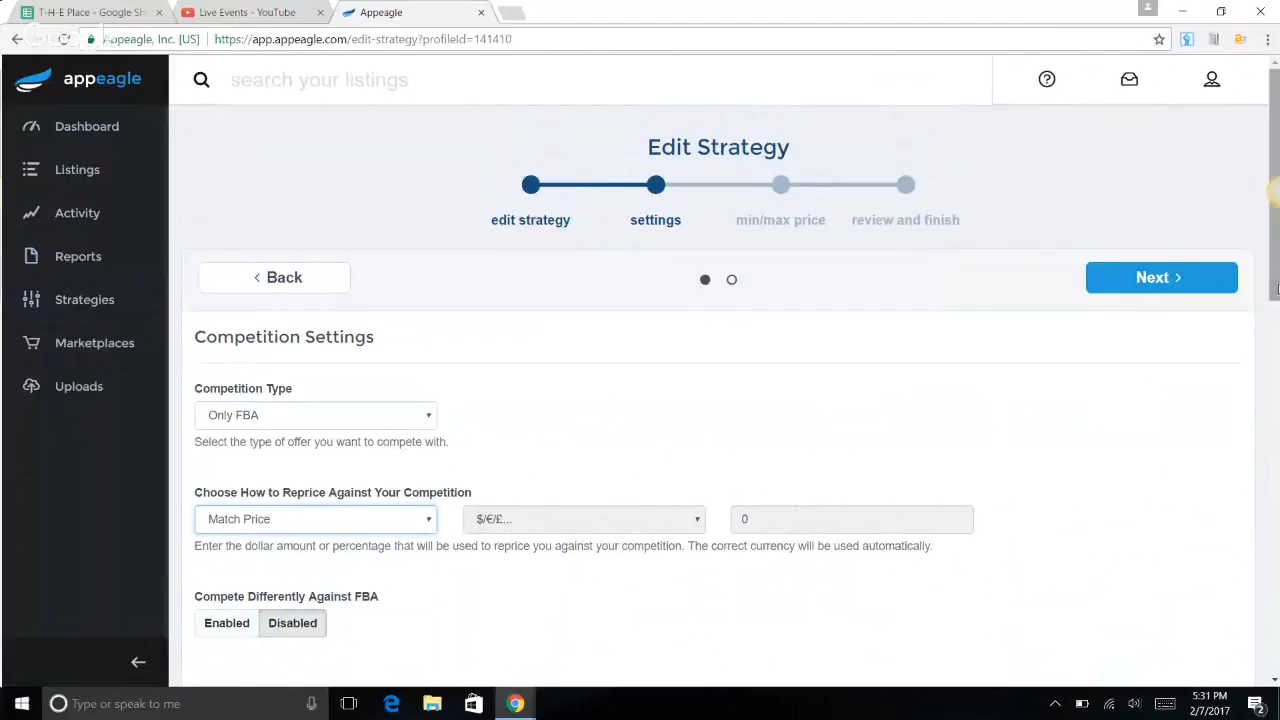 T-H-E Place - Google She
Live Events - YouTube
Appeagle
Appeagle, Inc. [US] https://app.appeagle.com/edit-strategy?profileId=141410
appeagle
search your listings
Dashboard
Listings
Activity
Reports
Strategies
Marketplaces
Uploads
Edit Strategy
edit strategy settings min/max price review and finish
Back
Next
Competition Settings
Competition Type
Only FBA
Select the type of offer you want to compete with.
Choose How to Reprice Against Your Competition
Match Price $/€/£... 0
Enter the dollar amount or percentage that will be used to reprice you against your competition. The correct currency will be used automatically.
Compete Differently Against FBA
Enabled Disabled
Type or speak to me
5:31 PM
2/7/2017
2